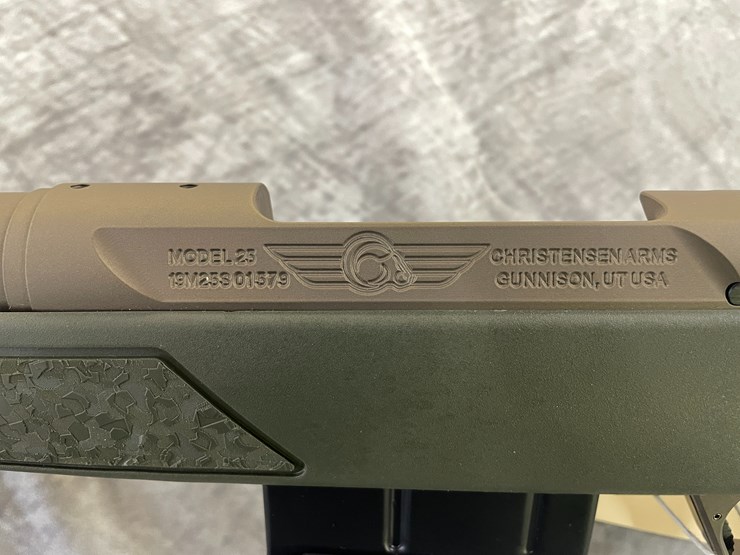 MODEL 25
19M25S01579
CHRISTENSEN ARMS
GUNNISON, UT USA